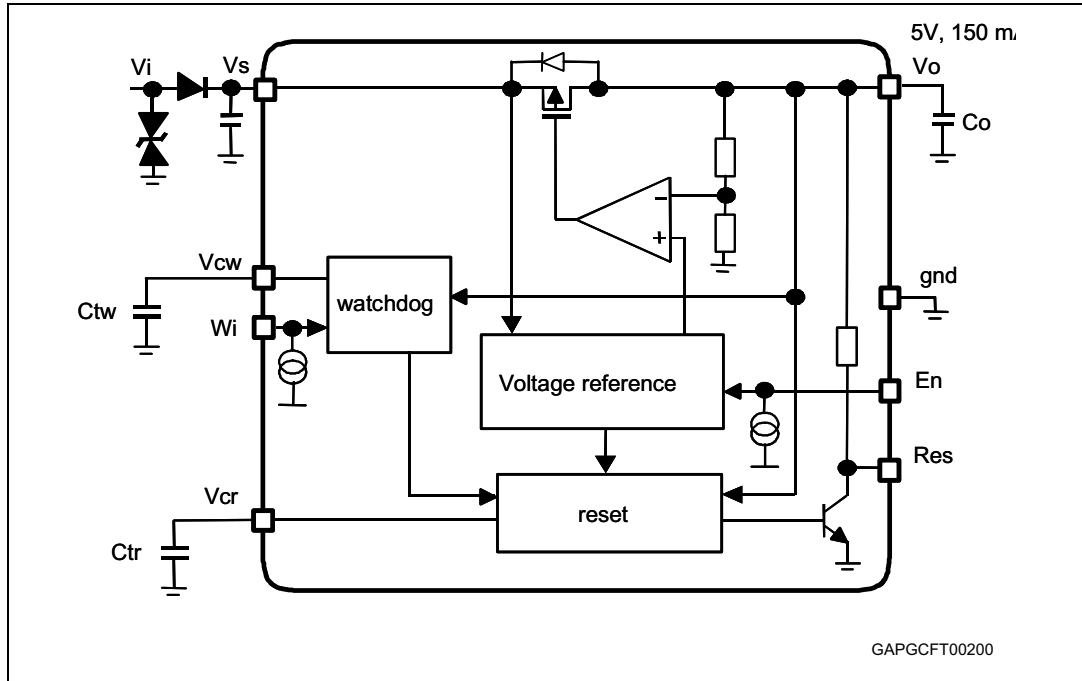 5V, 150 m
Vi
Vs
Vo
Co
−
+
Vcw
Ctw
watchdog
gnd
Wi
Voltage reference
En
Res
Vcr
reset
Ctr
GAPGCFT00200